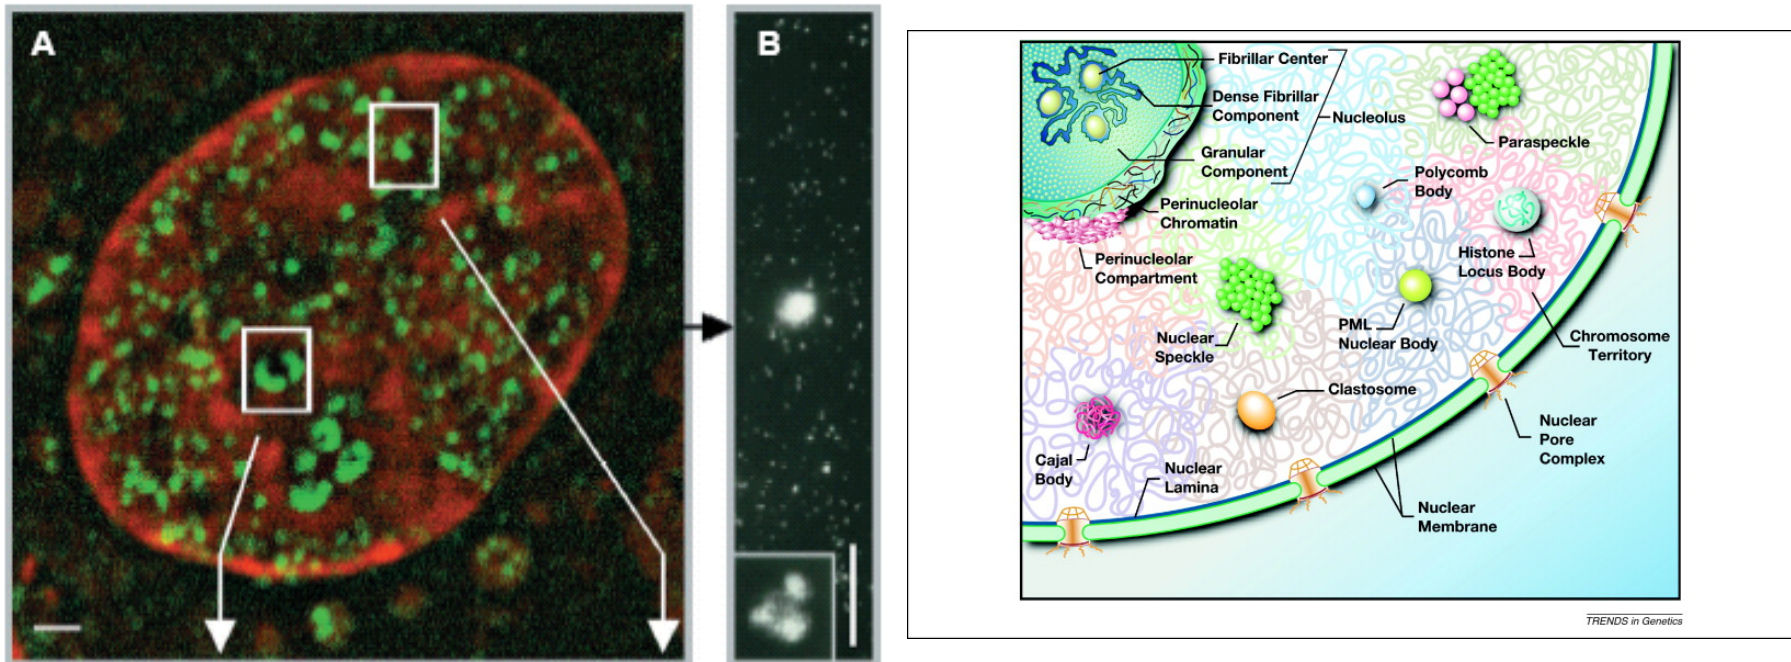 A
B
Fibrillar Center
Dense Fibrillar
Component
Nucleolus
Granular
Component
Perinucleolar
Chromatin
Perinucleolar
Compartment
Paraspeckle
Polycomb
Body
Histone
Locus Body
Nuclear
Speckle
PML
Nuclear Body
Chromosome
Territory
Clastosome
Cajal
Body
Nuclear
Lamina
Nuclear
Pore
Complex
Nuclear
Membrane
TRENDS in Genetics